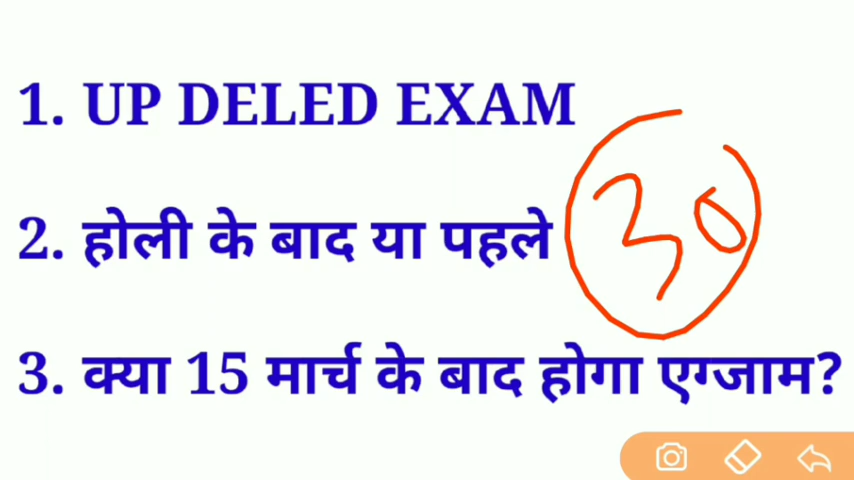 1. UP DELED EXAM
2. होली के बाद या पहले
30
3. क्या 15 मार्च के बाद होगा एग्जाम?